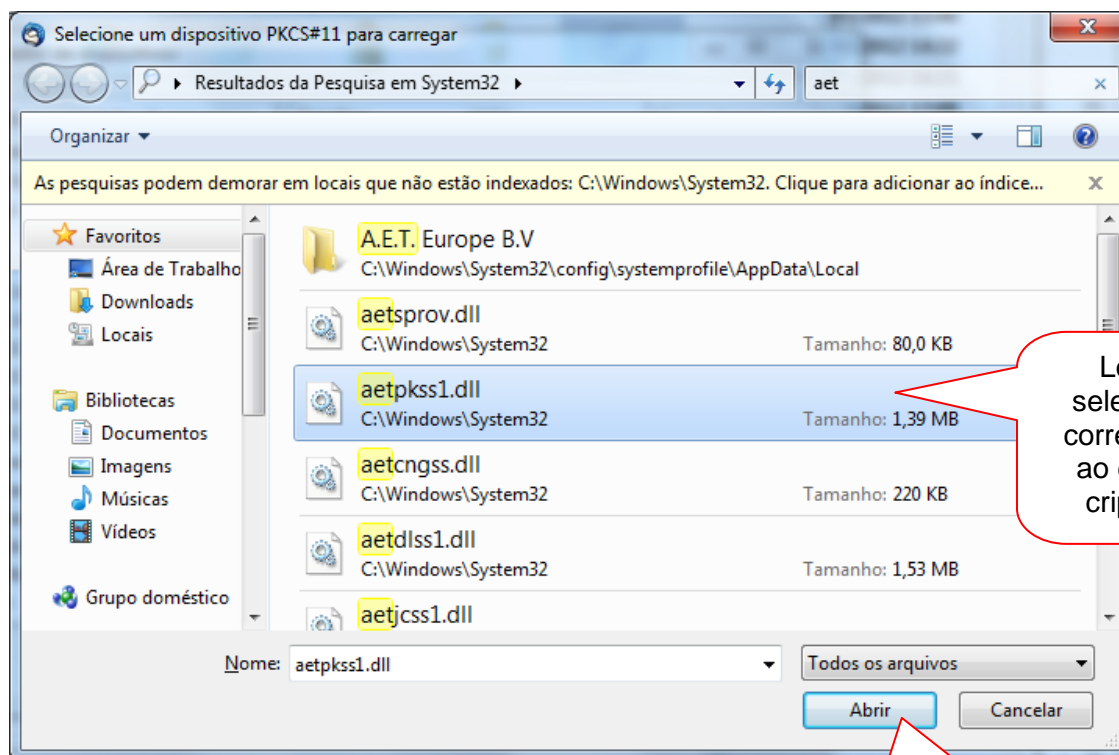 Selecione um dispositivo PKCS#11 para carregar
Resultados da Pesquisa em System32
aet
Organizar
As pesquisas podem demorar em locais que não estão indexados: C:\Windows\System32. Clique para adicionar ao índice...
Favoritos
Área de Trabalho
Downloads
Locais
Bibliotecas
Documentos
Imagens
Músicas
Vídeos
Grupo doméstico
A.E.T. Europe B.V
C:\Windows\System32\config\systemprofile\AppData\Local
aetsprov.dll
C:\Windows\System32 Tamanho: 80,0 KB
aetpkss1.dll
C:\Windows\System32 Tamanho: 1,39 MB
aetcngss.dll
C:\Windows\System32 Tamanho: 220 KB
aetdlss1.dll
C:\Windows\System32 Tamanho: 1,53 MB
aetjcss1.dll
sele
corre
ao
crip
Nome: aetpkss1.dll
Todos os arquivos
Abrir Cancelar